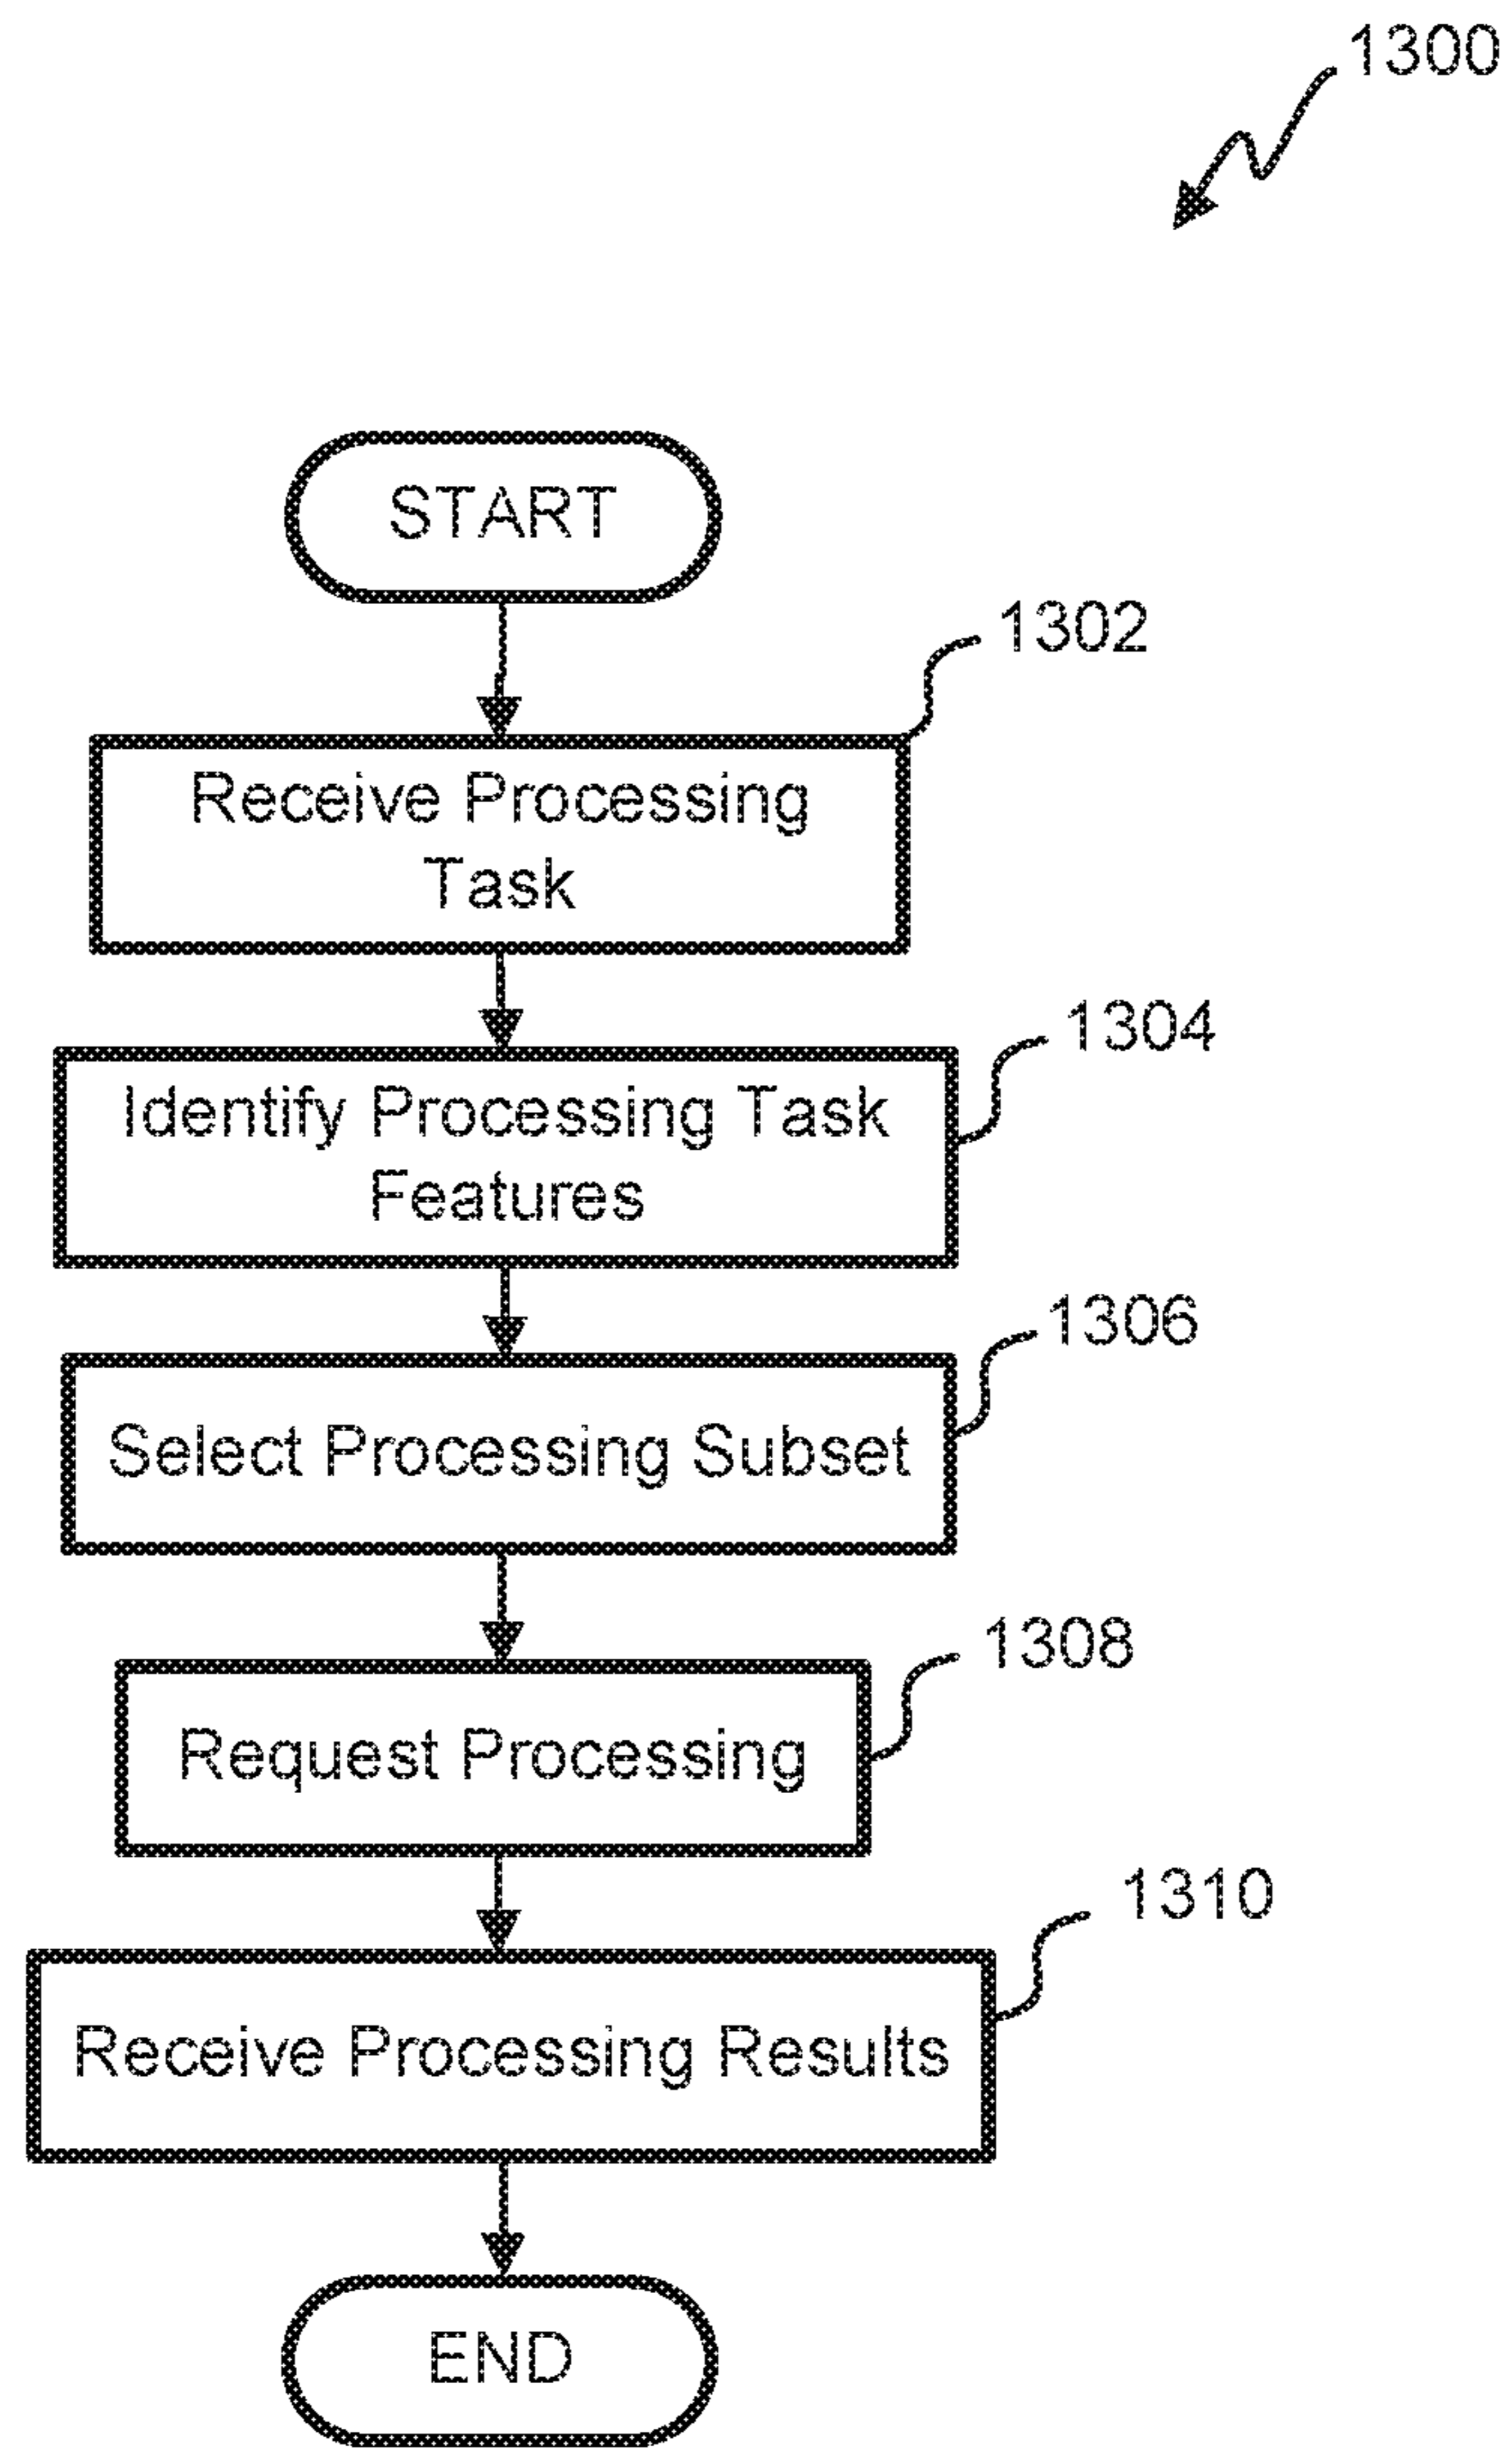 1300
START
1302
Receive Processing
Task
1304
Identify Processing Task
Features
1306
Select Processing Subset
1308
Request Processing
1310
Receive Processing Results
END